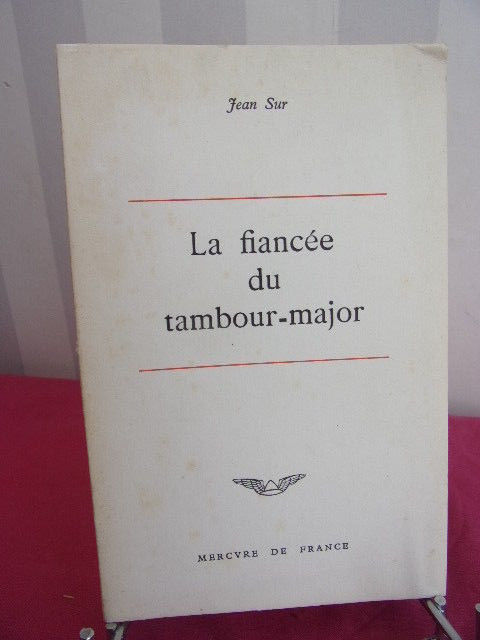 Jean Sur
La fiancée
du
tambour-major
MERCVRE DE FRANCE